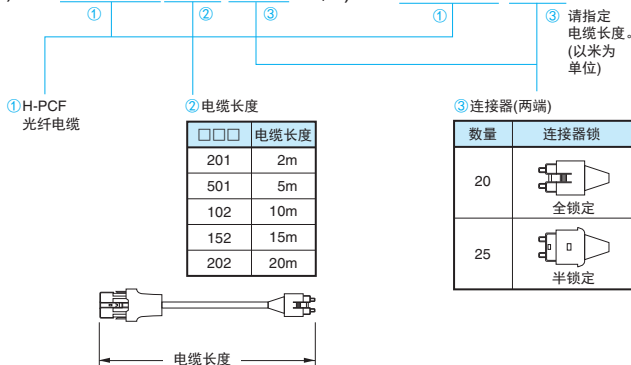 ① ② ③ ① ③ 请指定
电缆长度。
(以米为
单位)
①H-PCF
光纤电缆
②电缆长度
□□□ 电缆长度
201 2m
501 5m
102 10m
152 15m
202 20m
③连接器(两端)
数量 连接器锁
20
全锁定
25
半锁定
电缆长度